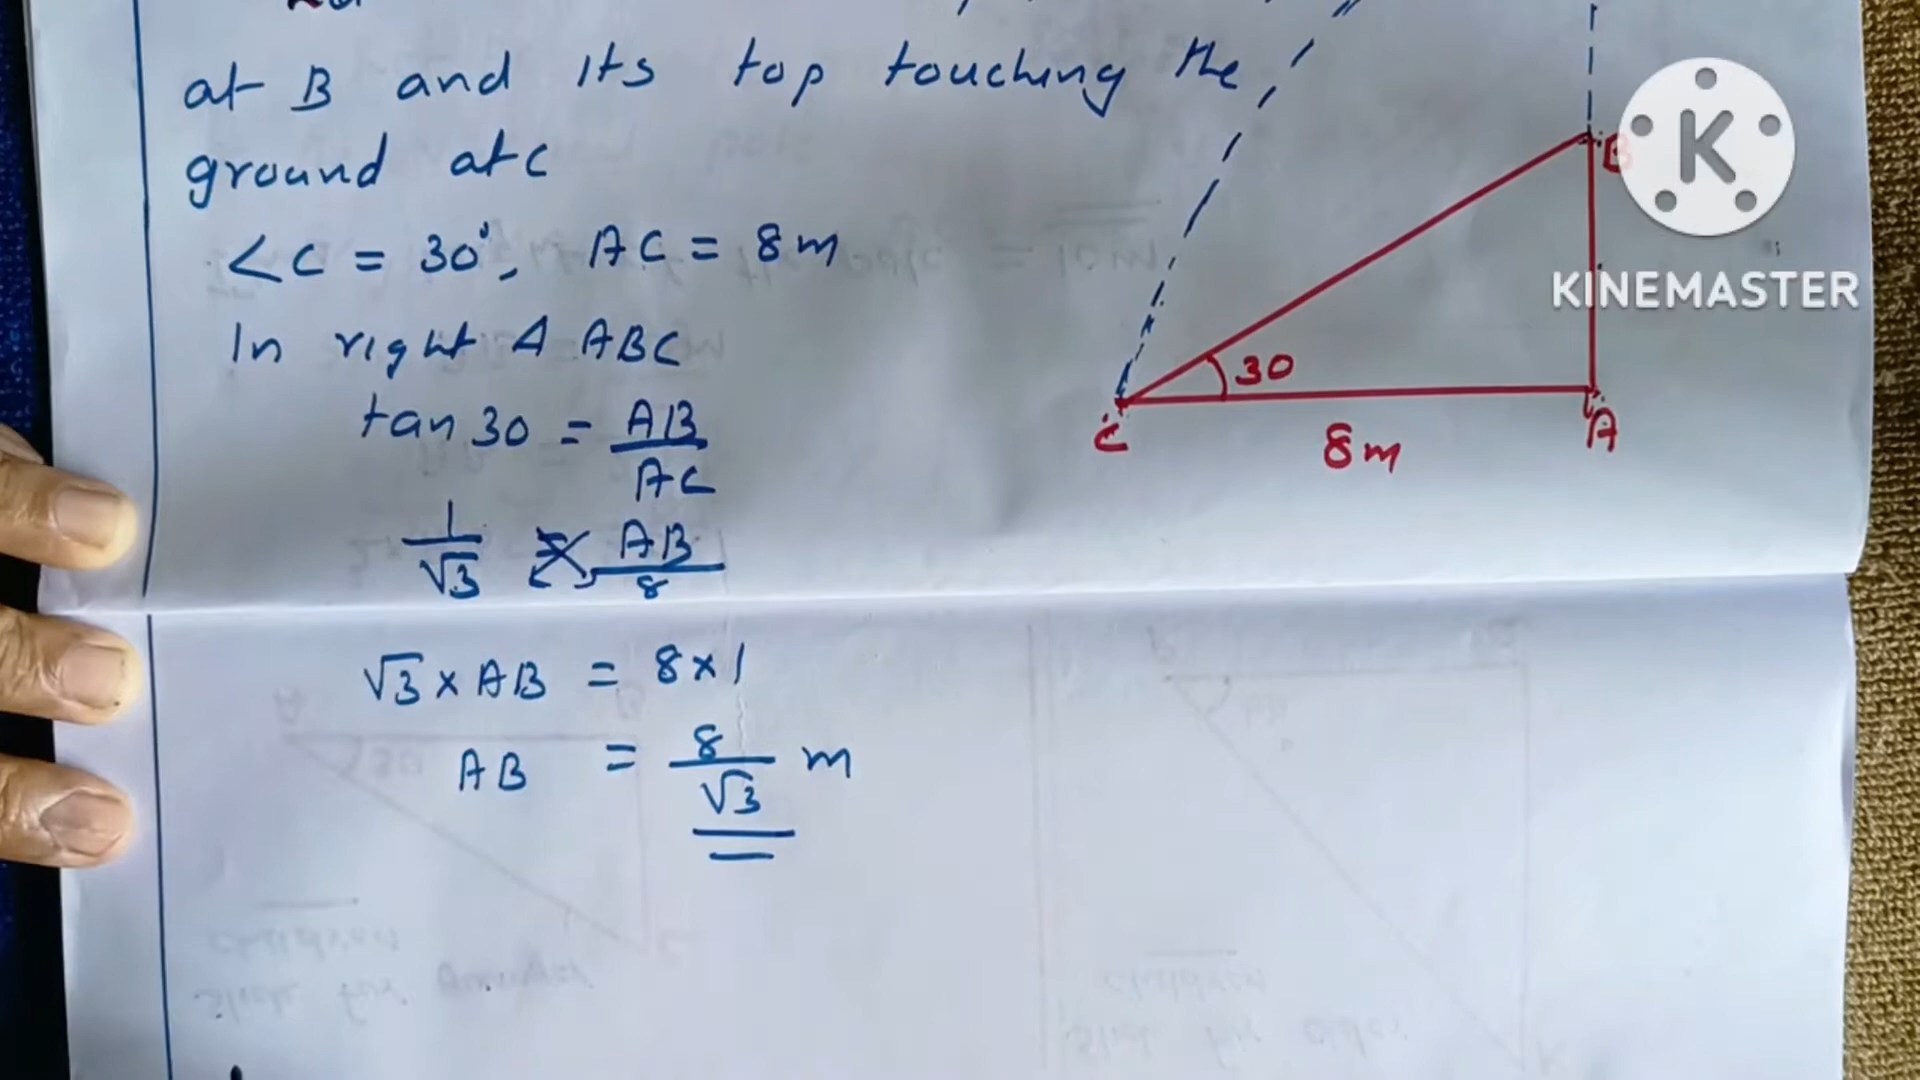 at B and its top touching the
ground at C
∠C = 30°, AC = 8m
In right Δ ABC
tan 30 = AB/AC
1/√3 = AB/8
√3 × AB = 8 × 1
AB = 8/√3 m
B
30
C
8m
A
K
KINEMASTER